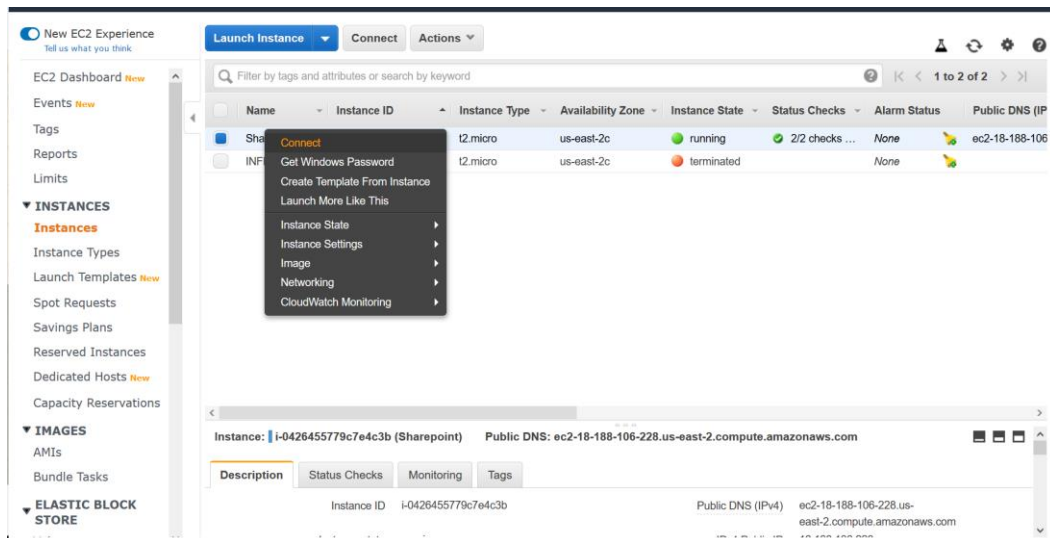 New EC2 Experience
Tell us what you think
Launch Instance Connect Actions
EC2 Dashboard New
Events New
Tags
Reports
Limits
INSTANCES
Instances
Instance Types
Launch Templates New
Spot Requests
Savings Plans
Reserved Instances
Dedicated Hosts New
Capacity Reservations
IMAGES
AMIs
Bundle Tasks
ELASTIC BLOCK
STORE
Filter by tags and attributes or search by keyword
1 to 2 of 2
Name Instance ID Instance Type Availability Zone Instance State Status Checks Alarm Status Public DNS (IP
Sha t2.micro us-east-2c running 2/2 checks ... None ec2-18-188-106
INF t2.micro us-east-2c terminated None
Connect
Get Windows Password
Create Template From Instance
Launch More Like This
Instance State
Instance Settings
Image
Networking
CloudWatch Monitoring
Instance: i-0426455779c7e4c3b (Sharepoint) Public DNS: ec2-18-188-106-228.us-east-2.compute.amazonaws.com
Description Status Checks Monitoring Tags
Instance ID i-0426455779c7e4c3b Public DNS (IPv4) ec2-18-188-106-228.us-
east-2.compute.amazonaws.com